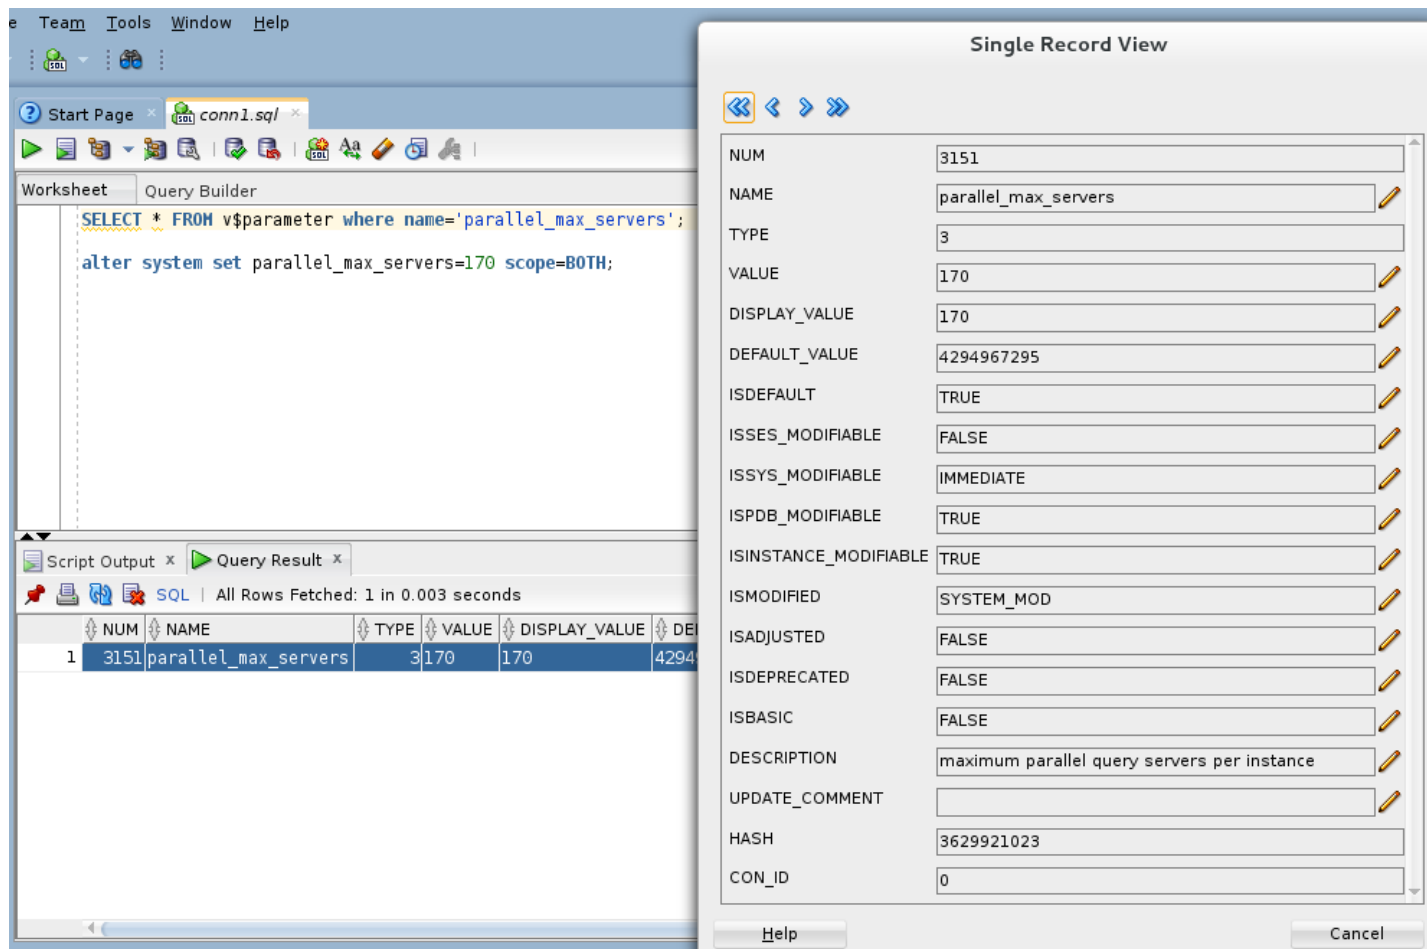 e Team Tools Window Help
Start Page
conn1.sql
Worksheet Query Builder
SELECT * FROM v$parameter where name='parallel_max_servers';
alter system set parallel_max_servers=170 scope=BOTH;
Script Output x Query Result x
SQL | All Rows Fetched: 1 in 0.003 seconds
NUM NAME TYPE VALUE DISPLAY_VALUE DE
1 3151 parallel_max_servers 3 170 170 4294
Single Record View
NUM 3151
NAME parallel_max_servers
TYPE 3
VALUE 170
DISPLAY_VALUE 170
DEFAULT_VALUE 4294967295
ISDEFAULT TRUE
ISSES_MODIFIABLE FALSE
ISSYS_MODIFIABLE IMMEDIATE
ISPDB_MODIFIABLE TRUE
ISINSTANCE_MODIFIABLE TRUE
ISMODIFIED SYSTEM_MOD
ISADJUSTED FALSE
ISDEPRECATED FALSE
ISBASIC FALSE
DESCRIPTION maximum parallel query servers per instance
UPDATE_COMMENT
HASH 3629921023
CON_ID 0
Help Cancel